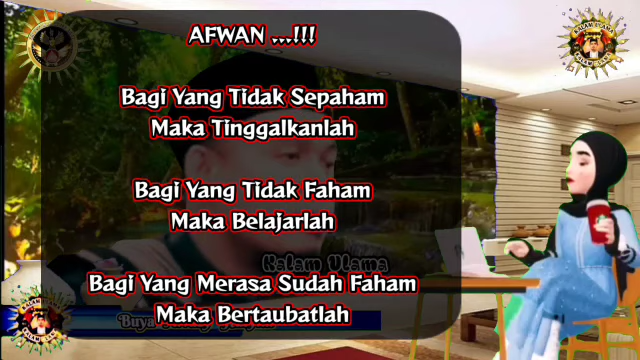 AFWAN ...!!!
Bagi Yang Tidak Sepaham
Maka Tinggalkanlah
Bagi Yang Tidak Faham
Maka Belajarlah
Kalam Ulama
Bagi Yang Merasa Sudah Faham
Maka Bertaubatlah
Buya